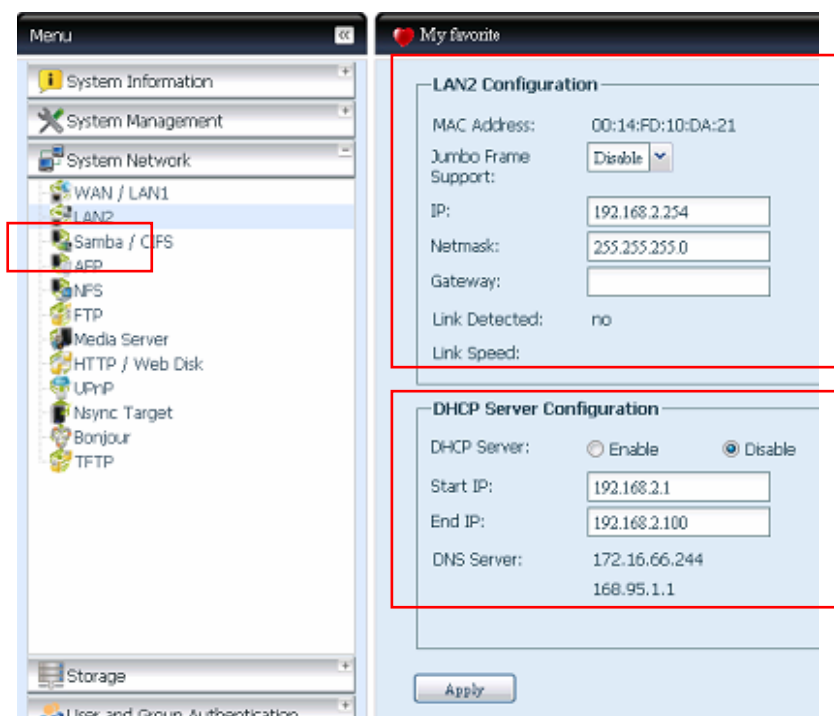 Menu
My favorite
System Information
System Management
System Network
WAN / LAN1
LAN2
Samba / CIFS
AFP
NFS
FTP
Media Server
HTTP / Web Disk
UPnP
Nsync Target
Bonjour
TFTP
Storage
User and Group Authentication
LAN2 Configuration
MAC Address: 00:14:FD:10:DA:21
Jumbo Frame Support: Disable
IP: 192.168.2.254
Netmask: 255.255.255.0
Gateway:
Link Detected: no
Link Speed:
DHCP Server Configuration
DHCP Server: Enable Disable
Start IP: 192.168.2.1
End IP: 192.168.2.100
DNS Server: 172.16.66.244
168.95.1.1
Apply